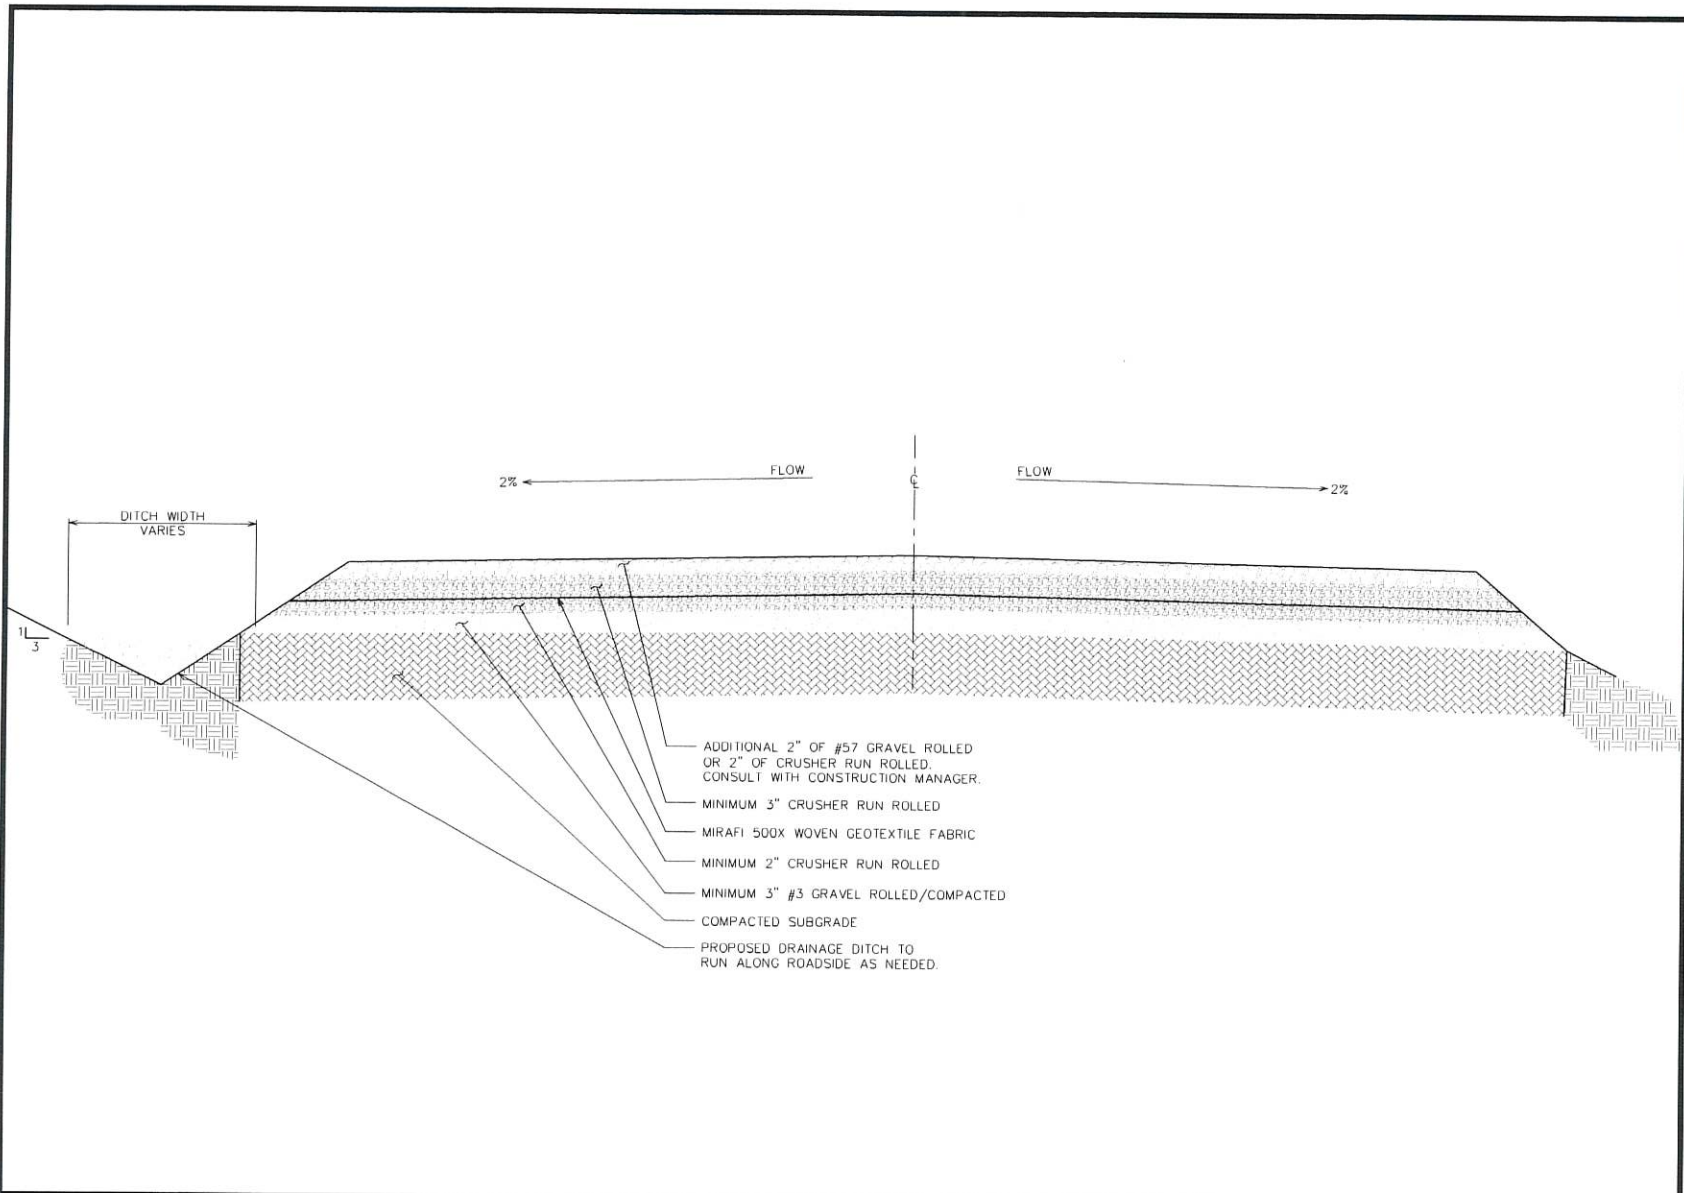 FLOW
2%
℄
FLOW
2%
DITCH WIDTH
VARIES
1
3
ADDITIONAL 2" OF #57 GRAVEL ROLLED
OR 2" OF CRUSHER RUN ROLLED.
CONSULT WITH CONSTRUCTION MANAGER.
MINIMUM 3" CRUSHER RUN ROLLED
MIRAFI 500X WOVEN GEOTEXTILE FABRIC
MINIMUM 2" CRUSHER RUN ROLLED
MINIMUM 3" #3 GRAVEL ROLLED/COMPACTED
COMPACTED SUBGRADE
PROPOSED DRAINAGE DITCH TO
RUN ALONG ROADSIDE AS NEEDED.